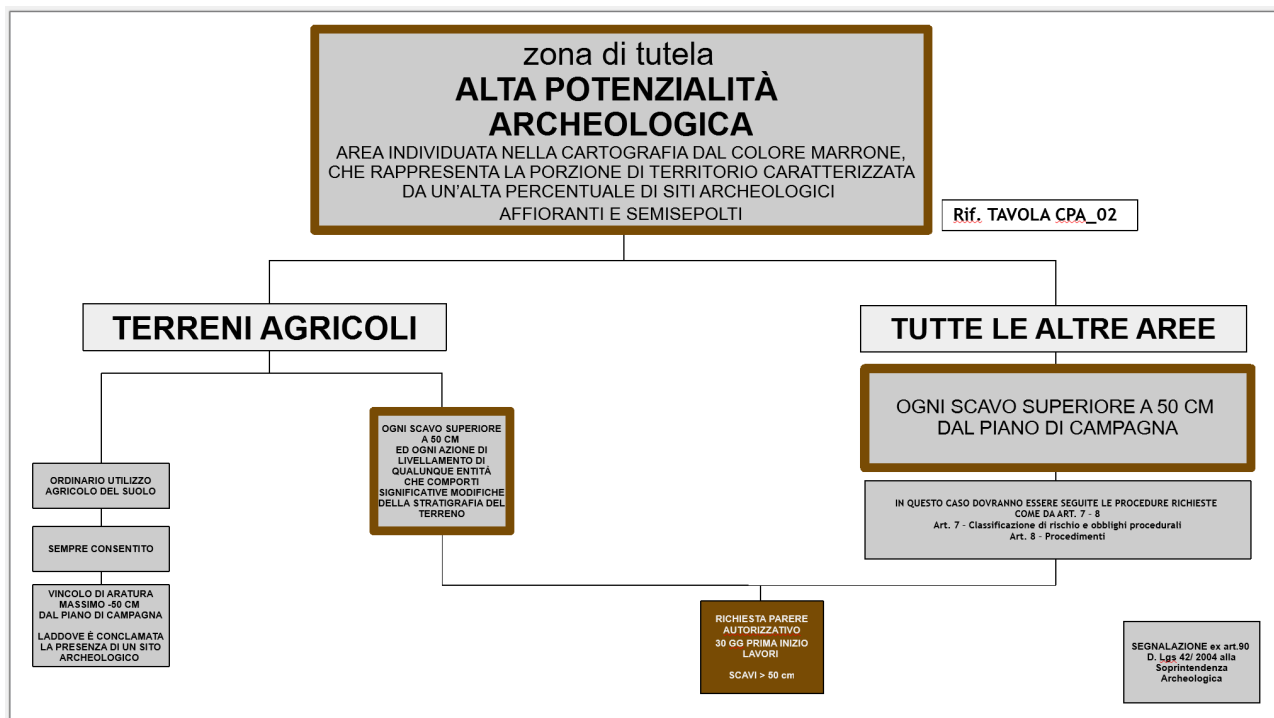 zona di tutela
ALTA POTENZIALITÀ
ARCHEOLOGICA
AREA INDIVIDUATA NELLA CARTOGRAFIA DAL COLORE MARRONE,
CHE RAPPRESENTA LA PORZIONE DI TERRITORIO CARATTERIZZATA
DA UN'ALTA PERCENTUALE DI SITI ARCHEOLOGICI
AFFIORANTI E SEMISEPOLTI
Rif. TAVOLA CPA_02
TERRENI AGRICOLI
ORDINARIO UTILIZZO
AGRICOLO DEL SUOLO
SEMPRE CONSENTITO
VINCOLO DI ARATURA
MASSIMO -50 CM
DAL PIANO DI CAMPAGNA
LADDOVE È CONCLAMATA
LA PRESENZA DI UN SITO
ARCHEOLOGICO
OGNI SCAVO SUPERIORE
A 50 CM
ED OGNI AZIONE DI
LIVELLAMENTO DI
QUALUNQUE ENTITÀ
CHE COMPORTI
SIGNIFICATIVE MODIFICHE
DELLA STRATIGRAFIA DEL
TERRENO
TUTTE LE ALTRE AREE
OGNI SCAVO SUPERIORE A 50 CM
DAL PIANO DI CAMPAGNA
IN QUESTO CASO DOVRANNO ESSERE SEGUITE LE PROCEDURE RICHIESTE
COME DA ART. 7 - 8
Art. 7 - Classificazione di rischio e obblighi procedurali
Art. 8 - Procedimenti
RICHIESTA PARERE
AUTORIZZATIVO
30 GG PRIMA INIZIO
LAVORI
SCAVI > 50 cm
SEGNALAZIONE ex art.90
D. Lgs 42/ 2004 alla
Soprintendenza
Archeologica